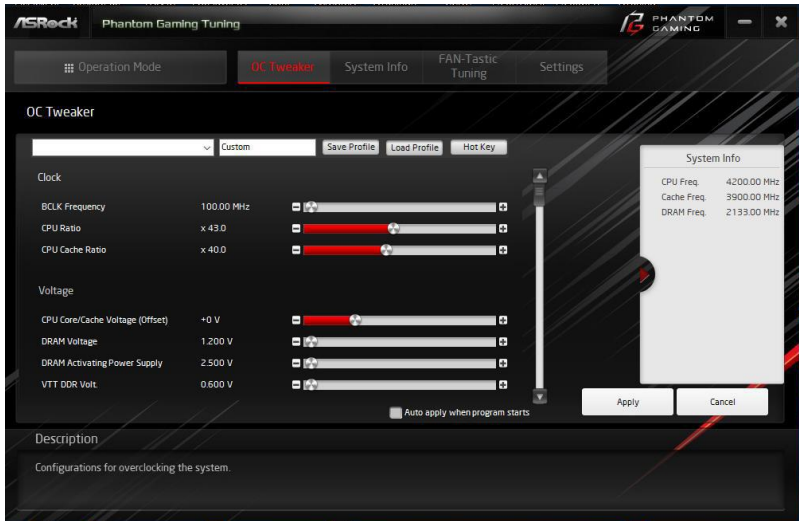 ASRock Phantom Gaming Tuning PHANTOM GAMING
Operation Mode OC Tweaker System Info FAN-Tastic Tuning Settings
OC Tweaker
Custom Save Profile Load Profile Hot Key
Clock
BCLK Frequency 100.00 MHz
CPU Ratio x 43.0
CPU Cache Ratio x 40.0
Voltage
CPU Core/Cache Voltage (Offset) +0 V
DRAM Voltage 1.200 V
DRAM Activating Power Supply 2.500 V
VTT DDR Volt. 0.600 V
Auto apply when program starts
System Info
CPU Freq. 4200.00 MHz
Cache Freq. 3900.00 MHz
DRAM Freq. 2133.00 MHz
Apply Cancel
Description
Configurations for overclocking the system.